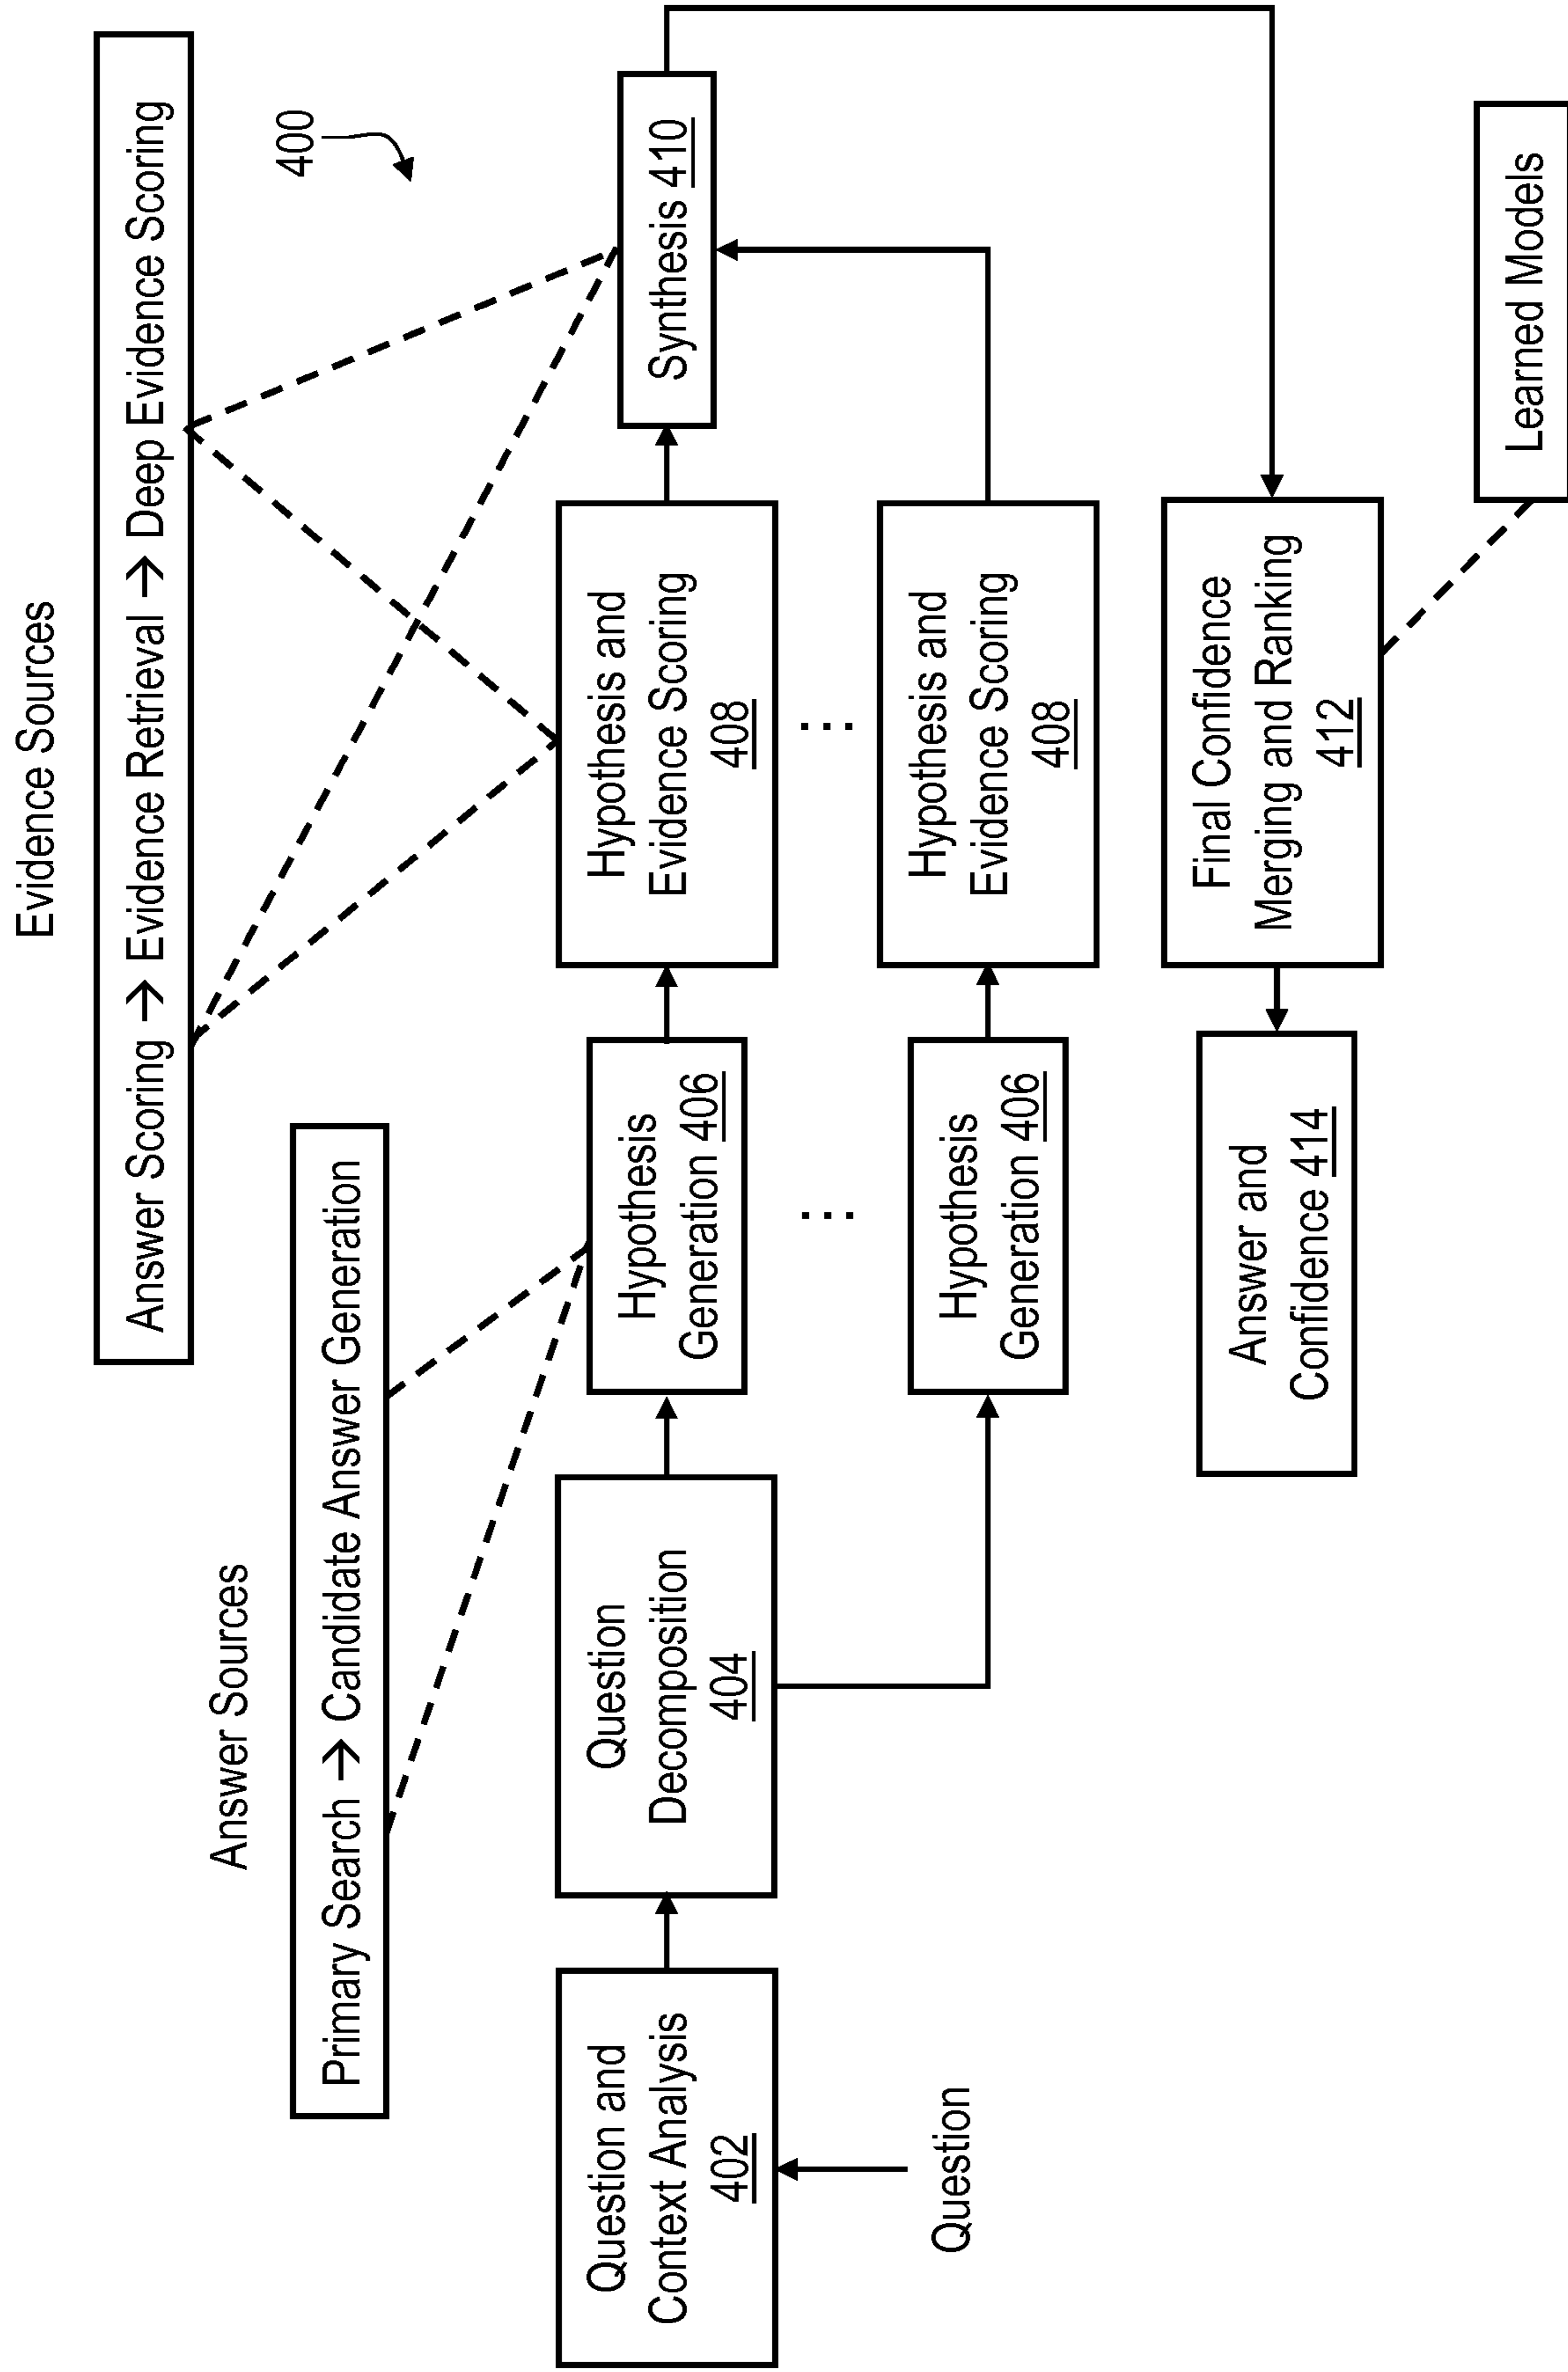 Evidence Sources
Answer Scoring → Evidence Retrieval → Deep Evidence Scoring
400
Answer Sources
Primary Search → Candidate Answer Generation
Question and
Context Analysis
402
Question
Decomposition
404
Hypothesis
Generation 406
Hypothesis and
Evidence Scoring
408
Synthesis 410
...
...
Question
Hypothesis
Generation 406
Hypothesis and
Evidence Scoring
408
Answer and
Confidence 414
Final Confidence
Merging and Ranking
412
Learned Models